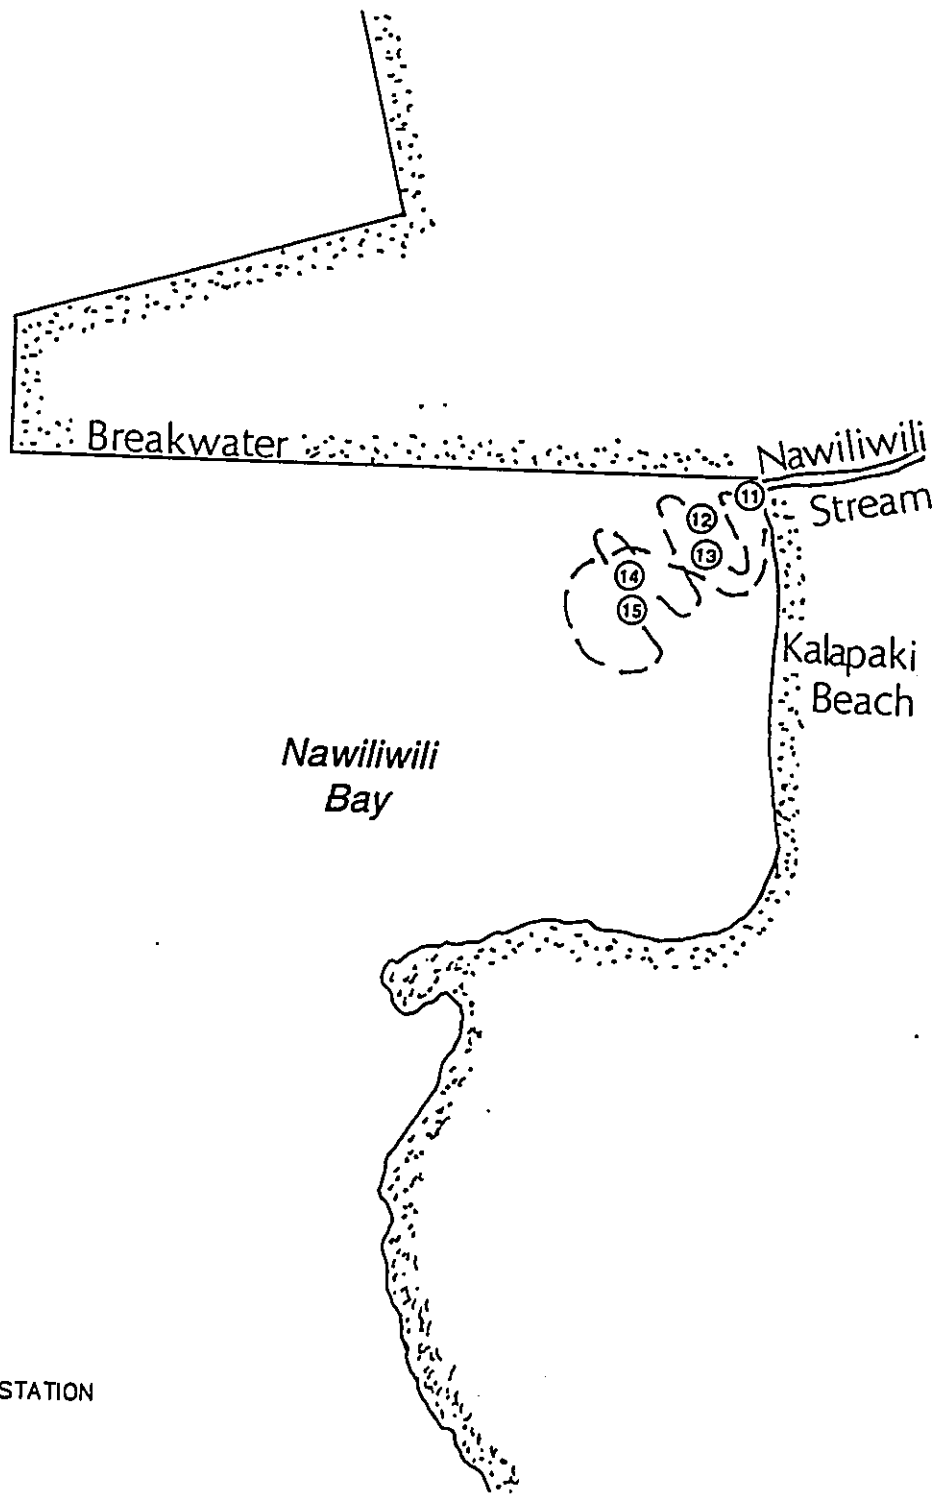 Breakwater
Nawiliwili
Stream
11
12
13
14
15
Kalapaki
Beach
Nawiliwili
Bay
STATION